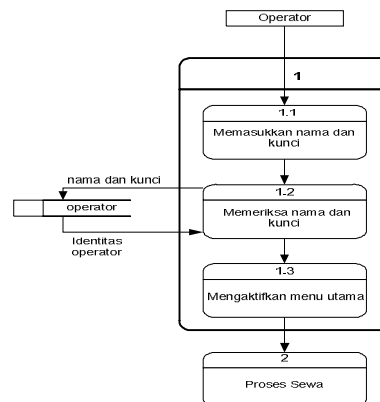 Operator
1
1.1
Memasukkan nama dan
kunci
nama dan kunci
1.2
Memeriksa nama dan
kunci
operator
Identitas
operator
1.3
Mengaktifkan menu utama
2
Proses Sewa